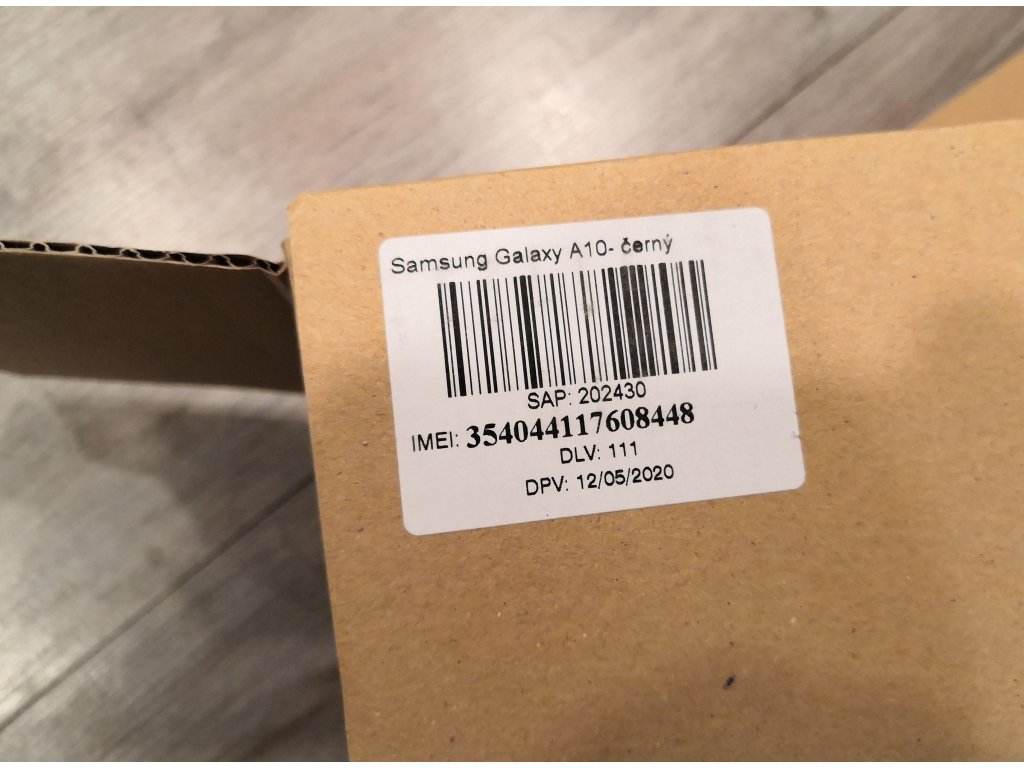 Samsung Galaxy A10- černý
SAP: 202430
IMEI: 354044117608448
DLV: 111
DPV: 12/05/2020